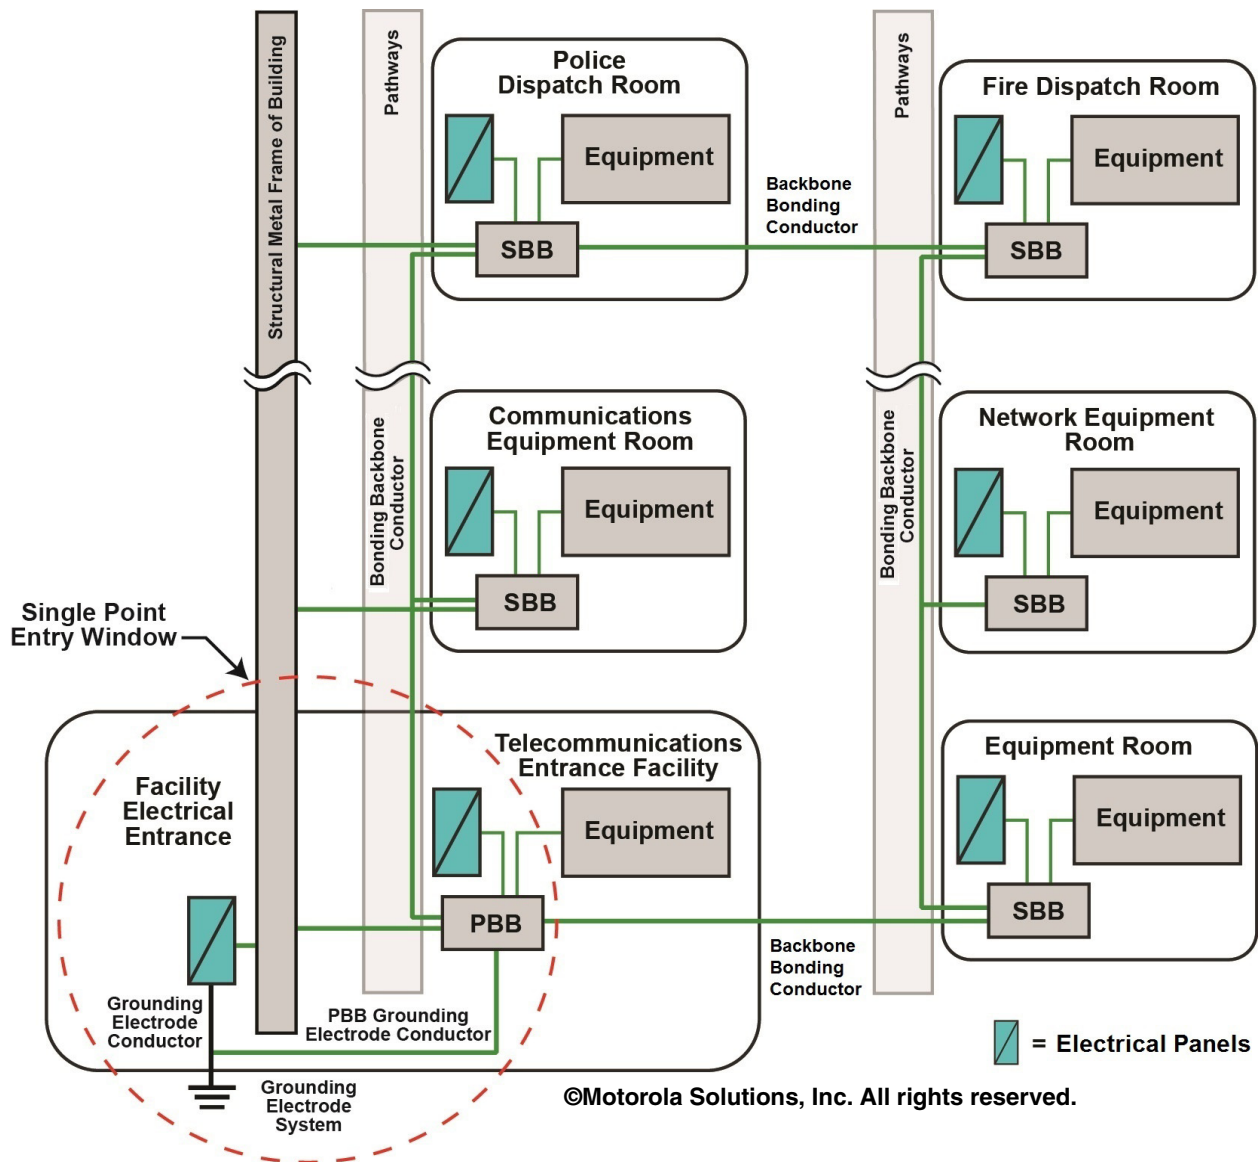 Structural Metal Frame of Building
Pathways
Police
Dispatch Room
Equipment
SBB
Backbone
Bonding
Conductor
Pathways
Fire Dispatch Room
Equipment
SBB
Communications
Equipment Room
Equipment
SBB
Bonding Backbone
Conductor
Network Equipment
Room
Equipment
SBB
Bonding Backbone
Conductor
Single Point
Entry Window
Facility
Electrical
Entrance
Telecommunications
Entrance Facility
Equipment
PBB
Equipment Room
Equipment
SBB
Backbone
Bonding
Conductor
Grounding
Electrode
Conductor
PBB Grounding
Electrode Conductor
Grounding
Electrode
System
= Electrical Panels
©Motorola Solutions, Inc. All rights reserved.